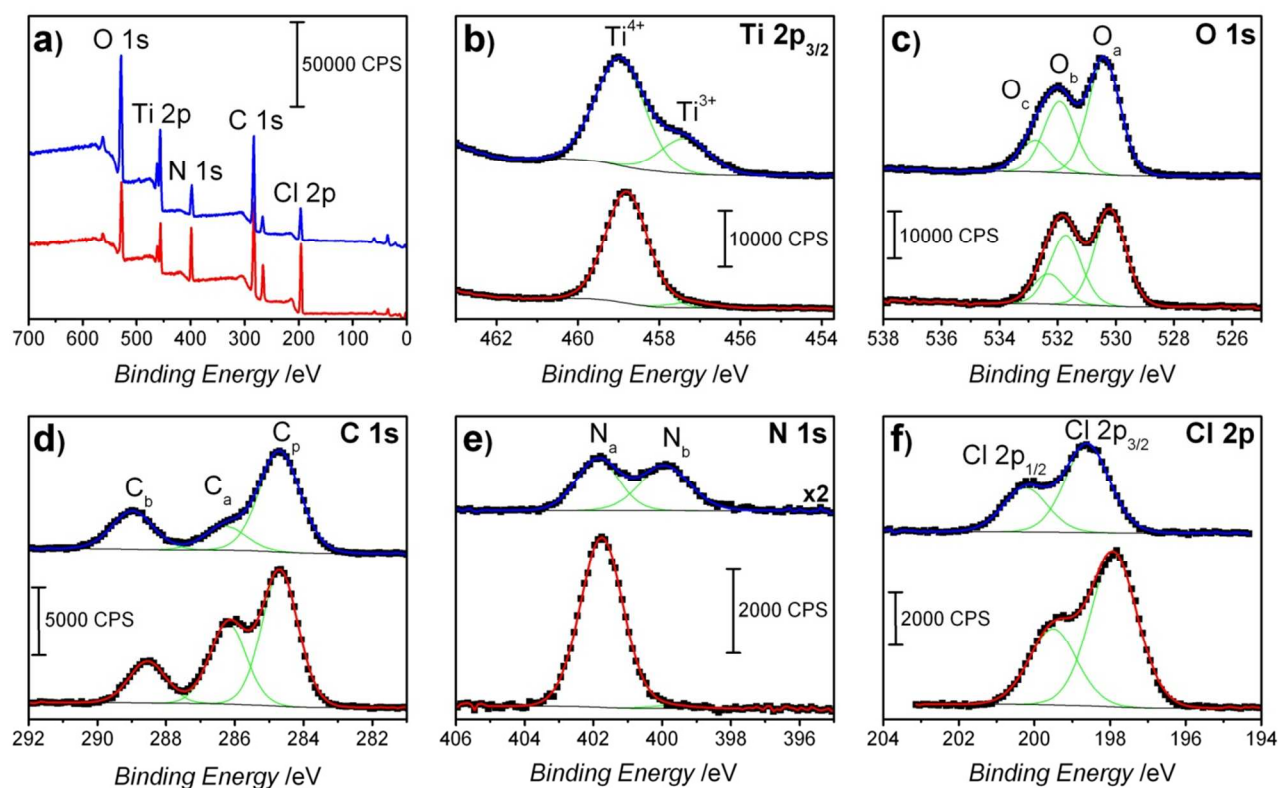 a)
50000 CPS
O 1s
Ti 2p
N 1s
C 1s
Cl 2p
700 600 500 400 300 200 100 0
Binding Energy /eV
b)
Ti 2p3/2
Ti4+
Ti3+
10000 CPS
462 460 458 456 454
Binding Energy /eV
c)
O 1s
Oa
Ob
Oc
10000 CPS
538 536 534 532 530 528 526
Binding Energy /eV
d)
C 1s
Cp
Ca
Cb
5000 CPS
292 290 288 286 284 282
Binding Energy /eV
e)
N 1s
Na
Nb
x2
2000 CPS
406 404 402 400 398 396
Binding Energy /eV
f)
Cl 2p
Cl 2p3/2
Cl 2p1/2
2000 CPS
204 202 200 198 196 194
Binding Energy /eV